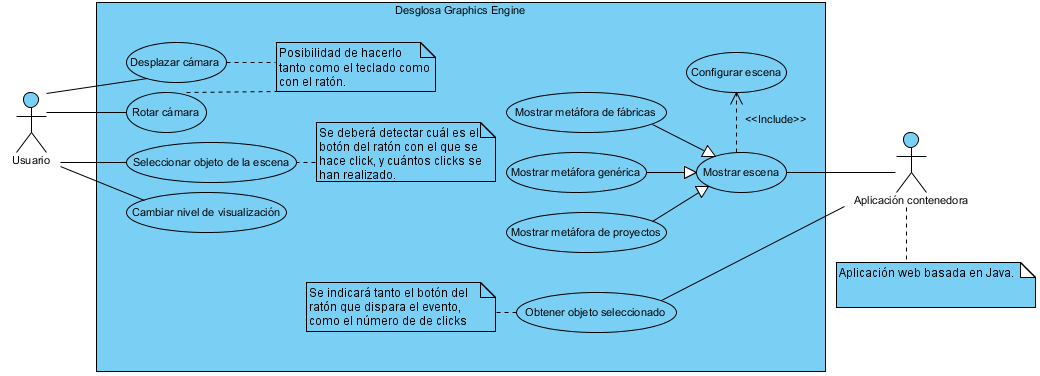 Desglosa Graphics Engine
Desplazar cámara
Posibilidad de hacerlo
tanto como el teclado como
con el ratón.
Rotar cámara
Usuario
Se deberá detectar cuál es el
botón del ratón con el que se
hace click, y cuántos clicks se
han realizado.
Seleccionar objeto de la escena
Cambiar nivel de visualización
Configurar escena
<<Include>>
Mostrar metáfora de fábricas
Mostrar metáfora genérica
Mostrar escena
Mostrar metáfora de proyectos
Aplicación contenedora
Aplicación web basada en Java.
Se indicará tanto el botón del
ratón que dispara el evento,
como el número de de clicks
Obtener objeto seleccionado